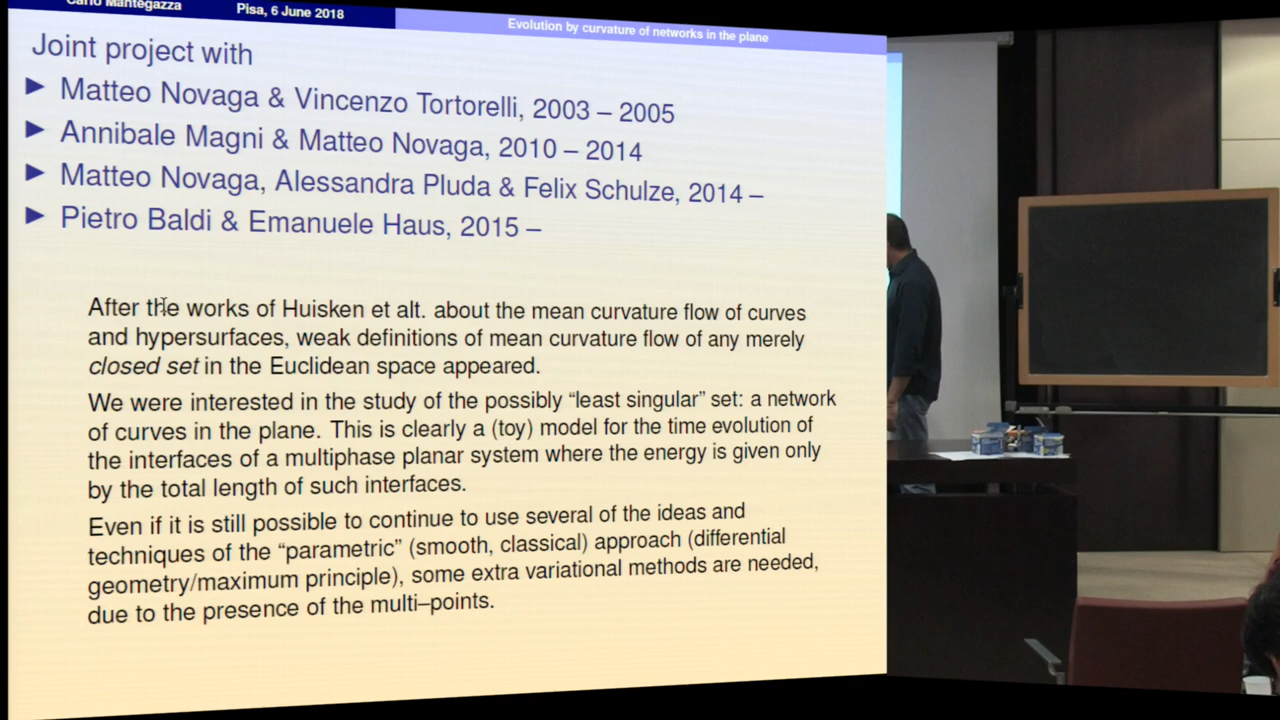 Carlo Mantegazza Pisa, 6 June 2018 Evolution by curvature of networks in the plane
Joint project with
Matteo Novaga & Vincenzo Tortorelli, 2003 – 2005
Annibale Magni & Matteo Novaga, 2010 – 2014
Matteo Novaga, Alessandra Pluda & Felix Schulze, 2014 –
Pietro Baldi & Emanuele Haus, 2015 –
After the works of Huisken et alt. about the mean curvature flow of curves
and hypersurfaces, weak definitions of mean curvature flow of any merely
closed set in the Euclidean space appeared.
We were interested in the study of the possibly “least singular” set: a network
of curves in the plane. This is clearly a (toy) model for the time evolution of
the interfaces of a multiphase planar system where the energy is given only
by the total length of such interfaces.
Even if it is still possible to continue to use several of the ideas and
techniques of the “parametric” (smooth, classical) approach (differential
geometry/maximum principle), some extra variational methods are needed,
due to the presence of the multi–points.